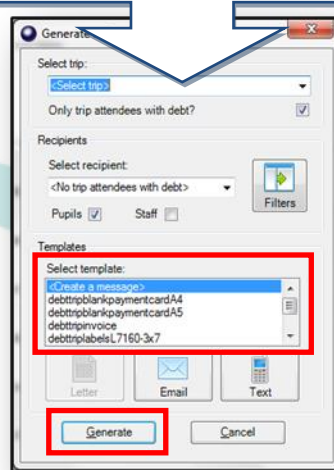 Generate
Select trip:
<Select trip>
Only trip attendees with debt?
Recipients
Select recipient:
<No trip attendees with debt>
Filters
Pupils Staff
Templates
Select template:
<Create a message>
debttripblankpaymentcardA4
debttripblankpaymentcardA5
debttripinvoice
debttriplabelsL7160-3x7
Letter Email Text
Generate Cancel